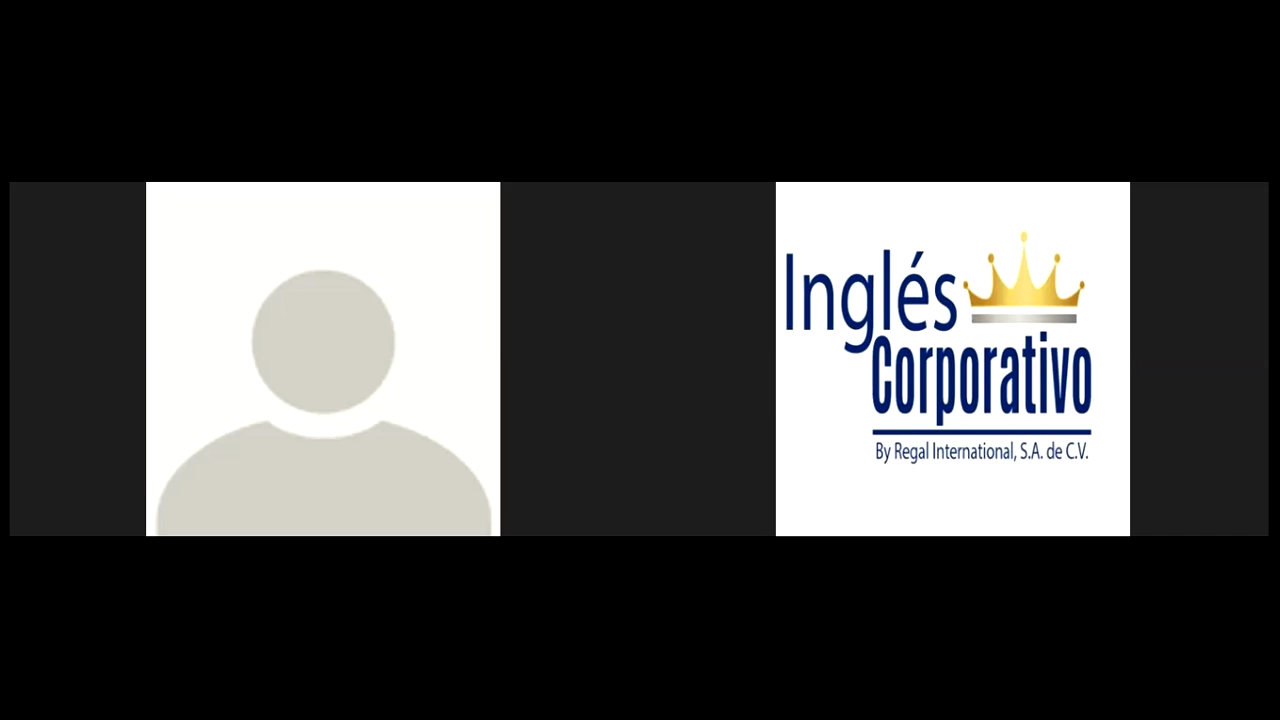 Inglés
Corporativo
By Regal International, S.A. de C.V.